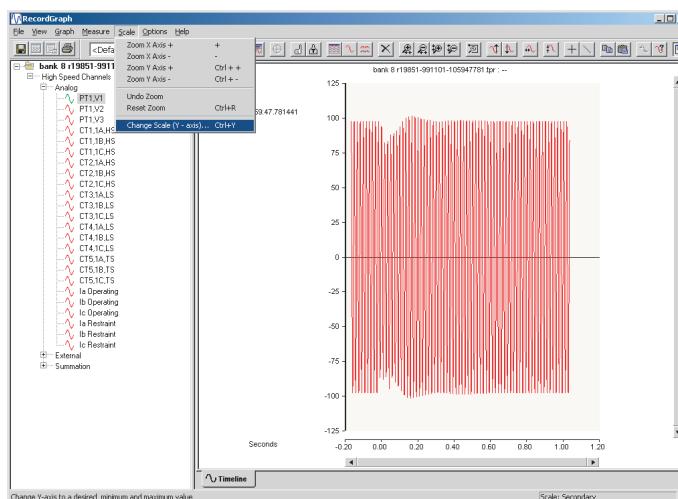 RecordGraph
File View Graph Measure Scale Options Help
Zoom X Axis + +
Zoom X Axis - -
Zoom Y Axis + Ctrl + +
Zoom Y Axis - Ctrl + -
Undo Zoom
Reset Zoom Ctrl+R
Change Scale (Y - axis)... Ctrl+Y
<Defa
bank 8 r19851-9911
High Speed Channels
Analog
PT1,V1
PT1,V2
PT1,V3
CT1,1A,HS
CT1,1B,HS
CT1,1C,HS
CT2,1A,HS
CT2,1B,HS
CT2,1C,HS
CT3,1A,LS
CT3,1B,LS
CT3,1C,LS
CT4,1A,LS
CT4,1B,LS
CT4,1C,LS
CT5,1A,TS
CT5,1B,TS
CT5,1C,TS
Ia Operating
Ib Operating
Ic Operating
Ia Restraint
Ib Restraint
Ic Restraint
External
Summation
bank 8 r19851-991101-105947781.tpr : --
59:47.781441
125
100
75
50
25
0
-25
-50
-75
-100
-125
Seconds
-0.20 0.00 0.20 0.40 0.60 0.80 1.00 1.20
Timeline
Change Y-axis to a desired minimum and maximum value
Scale: Secondary